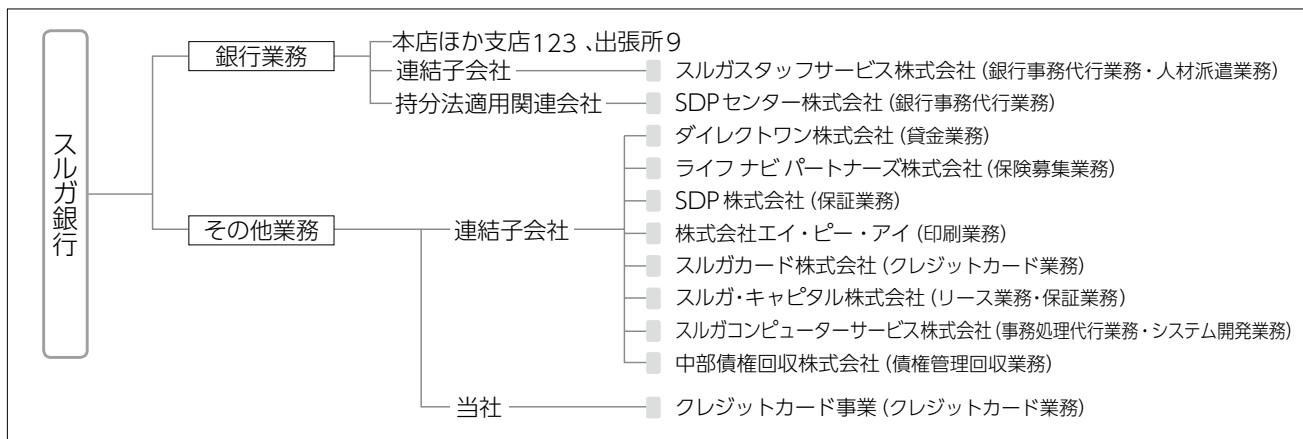 スルガ銀行
銀行業務
本店ほか支店123、出張所9
連結子会社
スルガスタッフサービス株式会社(銀行事務代行業務・人材派遣業務)
持分法適用関連会社
SDPセンター株式会社(銀行事務代行業務)
その他業務
連結子会社
ダイレクトワン株式会社(貸金業務)
ライフ ナビ パートナーズ株式会社(保険募集業務)
SDP株式会社(保証業務)
株式会社エイ・ピー・アイ(印刷業務)
スルガカード株式会社(クレジットカード業務)
スルガ・キャピタル株式会社(リース業務・保証業務)
スルガコンピューターサービス株式会社(事務処理代行業務・システム開発業務)
中部債権回収株式会社(債権管理回収業務)
当社
クレジットカード事業(クレジットカード業務)